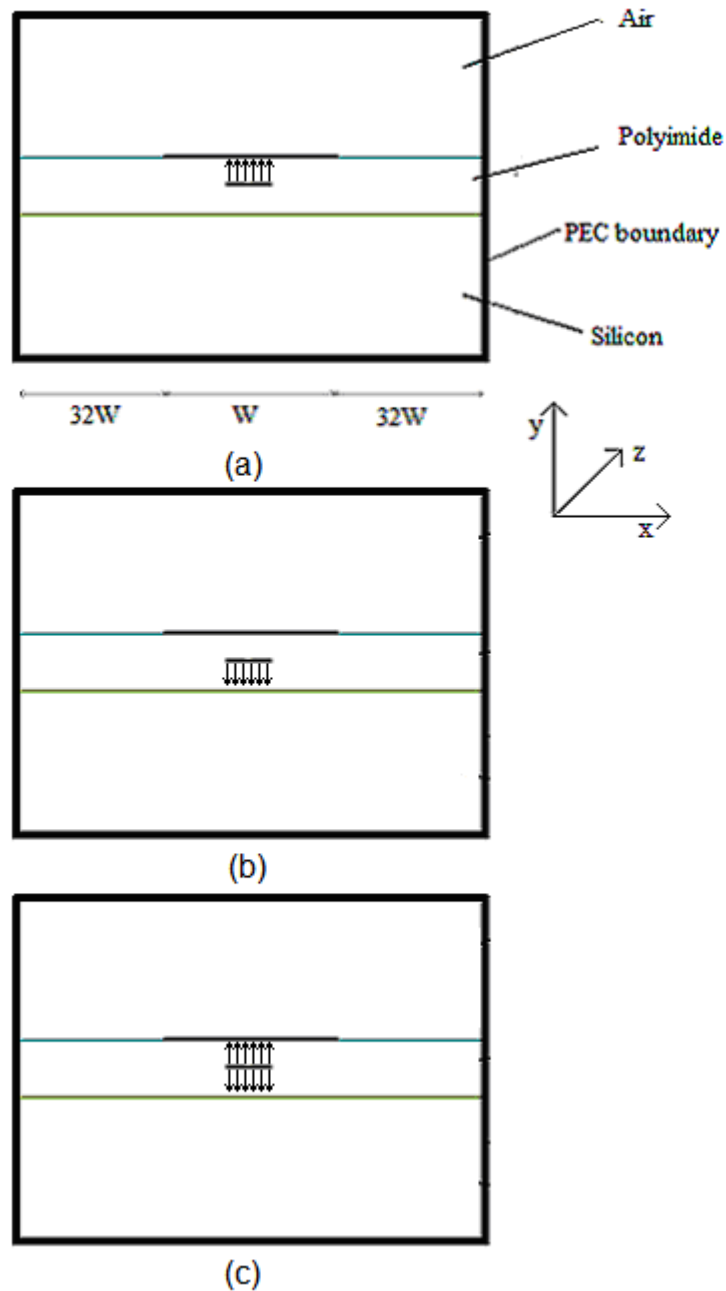 Air
Polyimide
PEC boundary
Silicon
32W W 32W
(a)
y
z
x
(b)
(c)